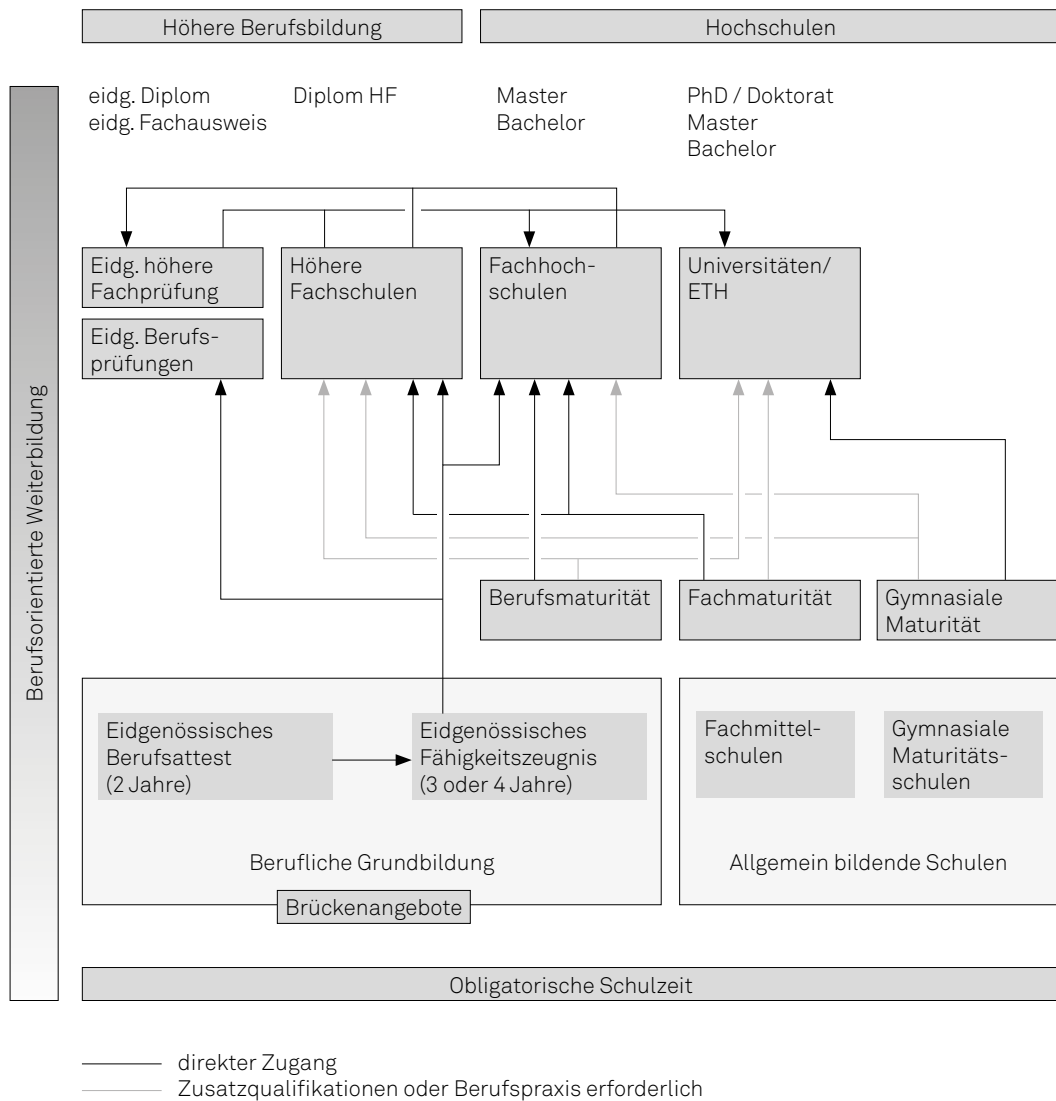 Höhere Berufsbildung
Hochschulen
eidg. Diplom
eidg. Fachausweis
Diplom HF
Master
Bachelor
PhD / Doktorat
Master
Bachelor
Eidg. höhere
Fachprüfung
Eidg. Berufs-
prüfungen
Höhere
Fachschulen
Fachhoch-
schulen
Universitäten/
ETH
Berufsorientierte Weiterbildung
Berufsmaturität
Fachmaturität
Gymnasiale
Maturität
Eidgenössisches
Berufsattest
(2 Jahre)
Eidgenössisches
Fähigkeitszeugnis
(3 oder 4 Jahre)
Berufliche Grundbildung
Brückenangebote
Fachmittel-
schulen
Gymnasiale
Maturitäts-
schulen
Allgemein bildende Schulen
Obligatorische Schulzeit
direkter Zugang
Zusatzqualifikationen oder Berufspraxis erforderlich